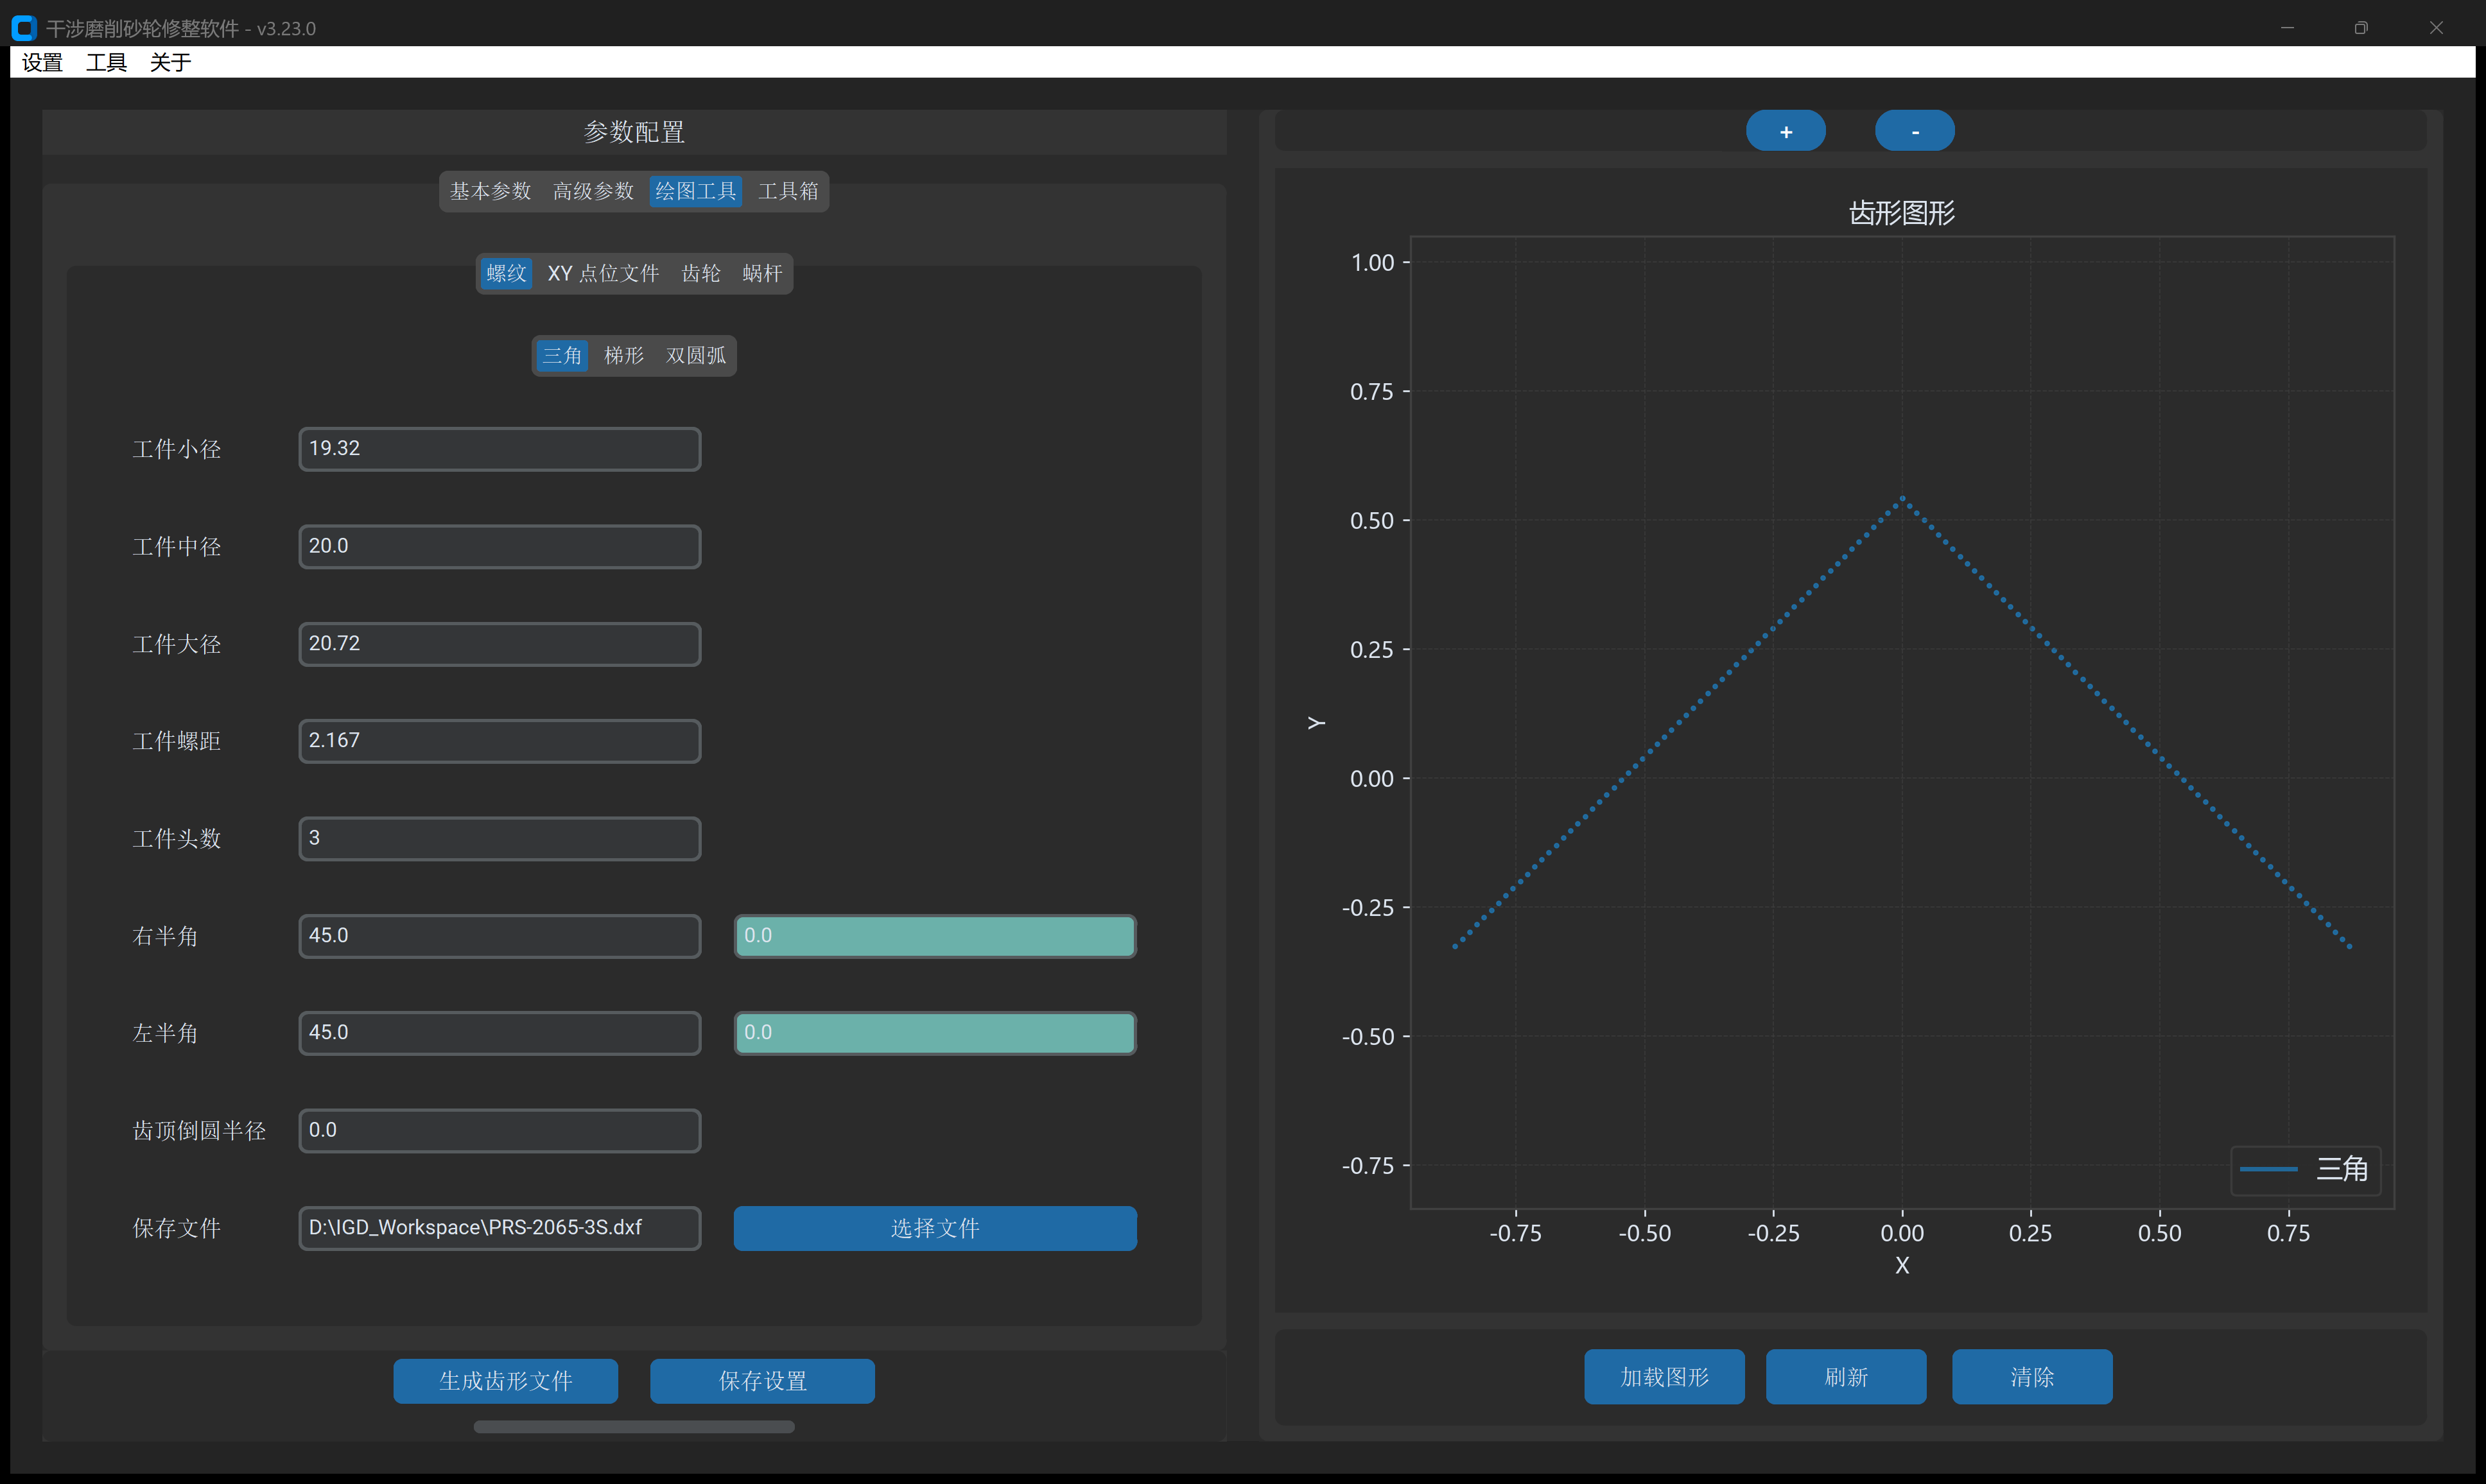 干涉磨削砂轮修整软件 - v3.23.0
设置 工具 关于
参数配置
基本参数 高级参数 绘图工具 工具箱
螺纹 XY 点位文件 齿轮 蜗杆
三角 梯形 双圆弧
工件小径 19.32
工件中径 20.0
工件大径 20.72
工件螺距 2.167
工件头数 3
右半角 45.0 0.0
左半角 45.0 0.0
齿顶倒圆半径 0.0
保存文件 D:\IGD_Workspace\PRS-2065-3S.dxf 选择文件
生成齿形文件 保存设置
+ -
齿形图形
1.00
0.75
0.50
0.25
0.00
-0.25
-0.50
-0.75
Y
三角
-0.75 -0.50 -0.25 0.00 0.25 0.50 0.75
X
加载图形 刷新 清除